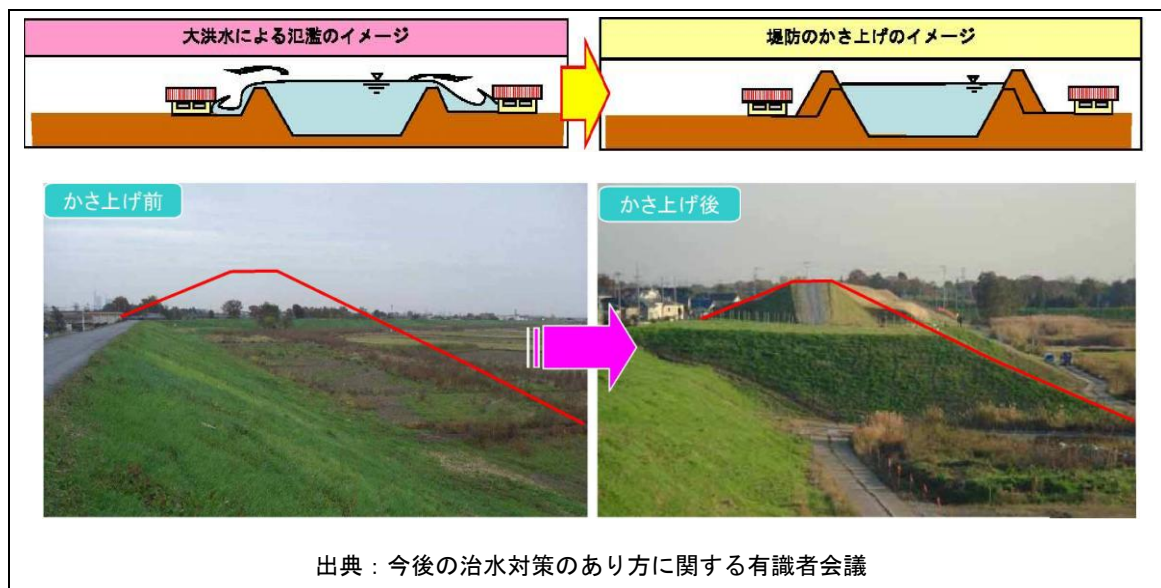 大洪水による氾濫のイメージ
堤防のかさ上げのイメージ
かさ上げ前
かさ上げ後
出典：今後の治水対策のあり方に関する有識者会議